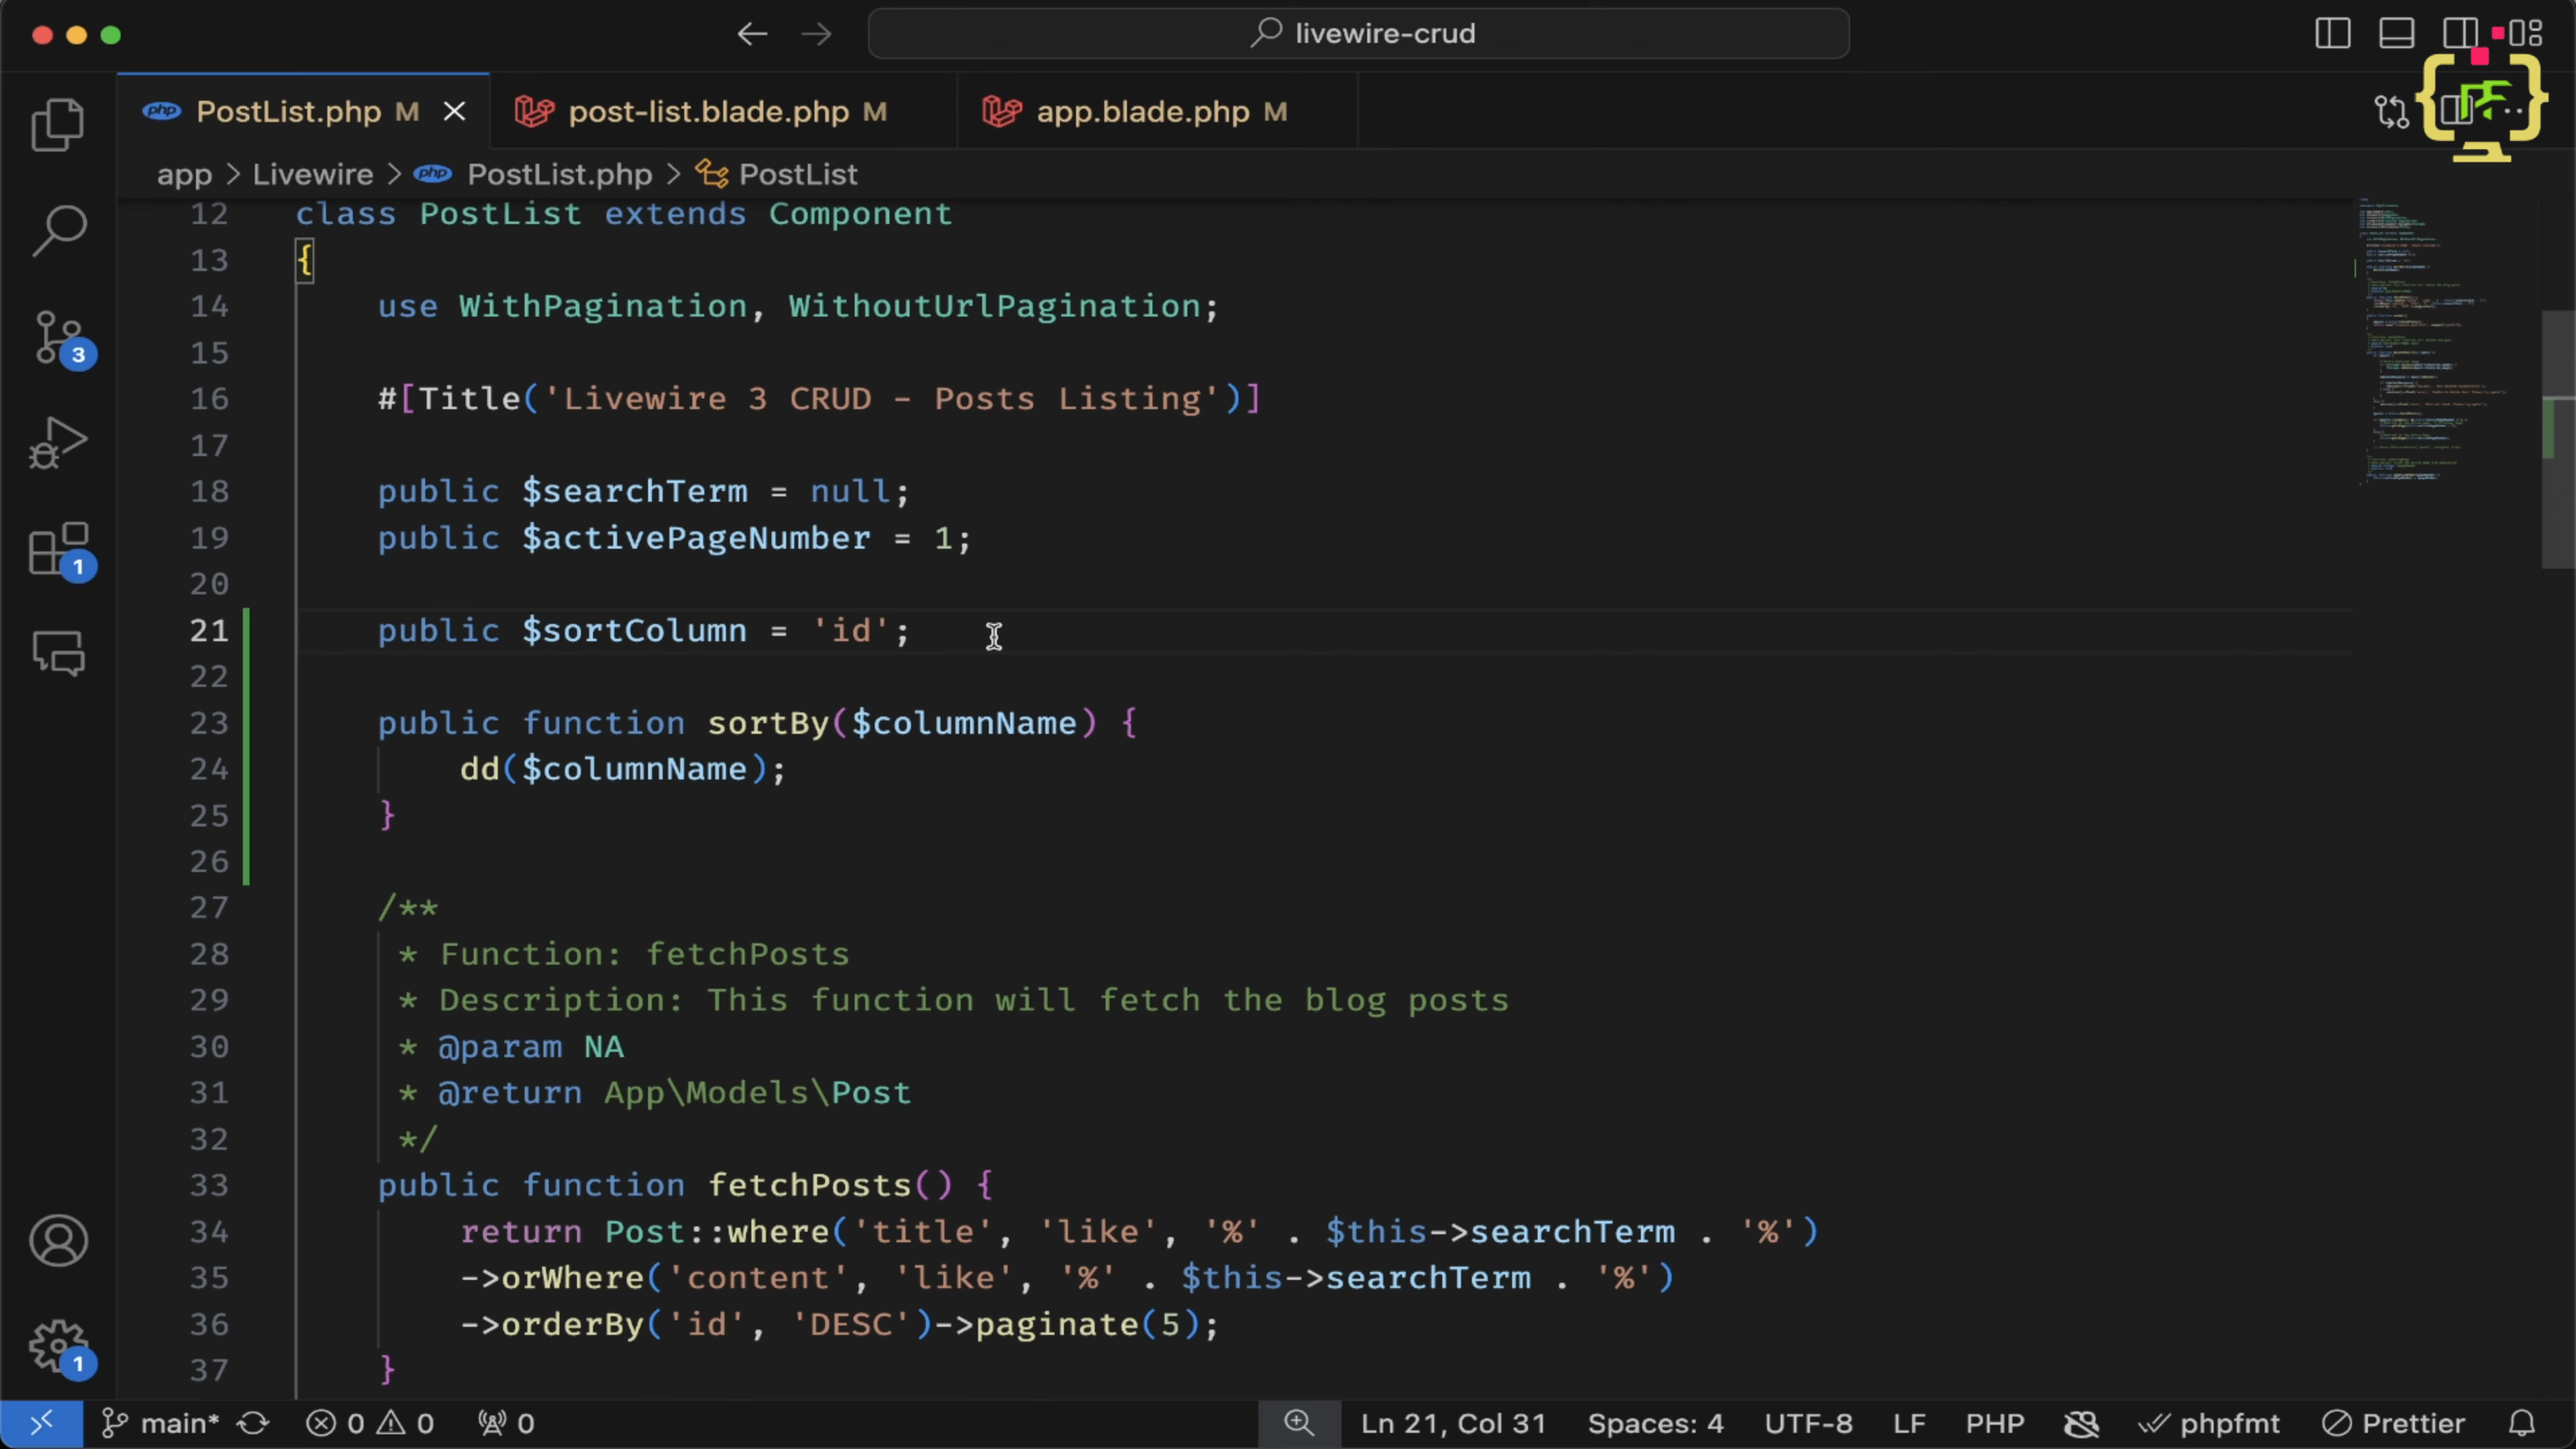 livewire-crud
PostList.php M
post-list.blade.php M
app.blade.php M
app > Livewire > php PostList.php > PostList
12 class PostList extends Component
13 {
14 use WithPagination, WithoutUrlPagination;
15
16 #[Title('Livewire 3 CRUD - Posts Listing')]
17
18 public $searchTerm = null;
19 public $activePageNumber = 1;
20
21 public $sortColumn = 'id';
22
23 public function sortBy($columnName) {
24 dd($columnName);
25 }
26
27 /**
28 * Function: fetchPosts
29 * Description: This function will fetch the blog posts
30 * @param NA
31 * @return App\Models\Post
32 */
33 public function fetchPosts() {
34 return Post::where('title', 'like', '%' . $this->searchTerm . '%')
35 ->orWhere('content', 'like', '%' . $this->searchTerm . '%')
36 ->orderBy('id', 'DESC')->paginate(5);
37 }
3
1
1
main* 0 0 0 Ln 21, Col 31 Spaces: 4 UTF-8 LF PHP phpfmt Prettier